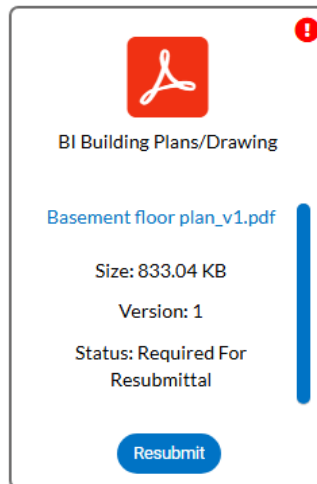 !
BI Building Plans/Drawing
Basement floor plan_v1.pdf
Size: 833.04 KB
Version: 1
Status: Required For
Resubmittal
Resubmit